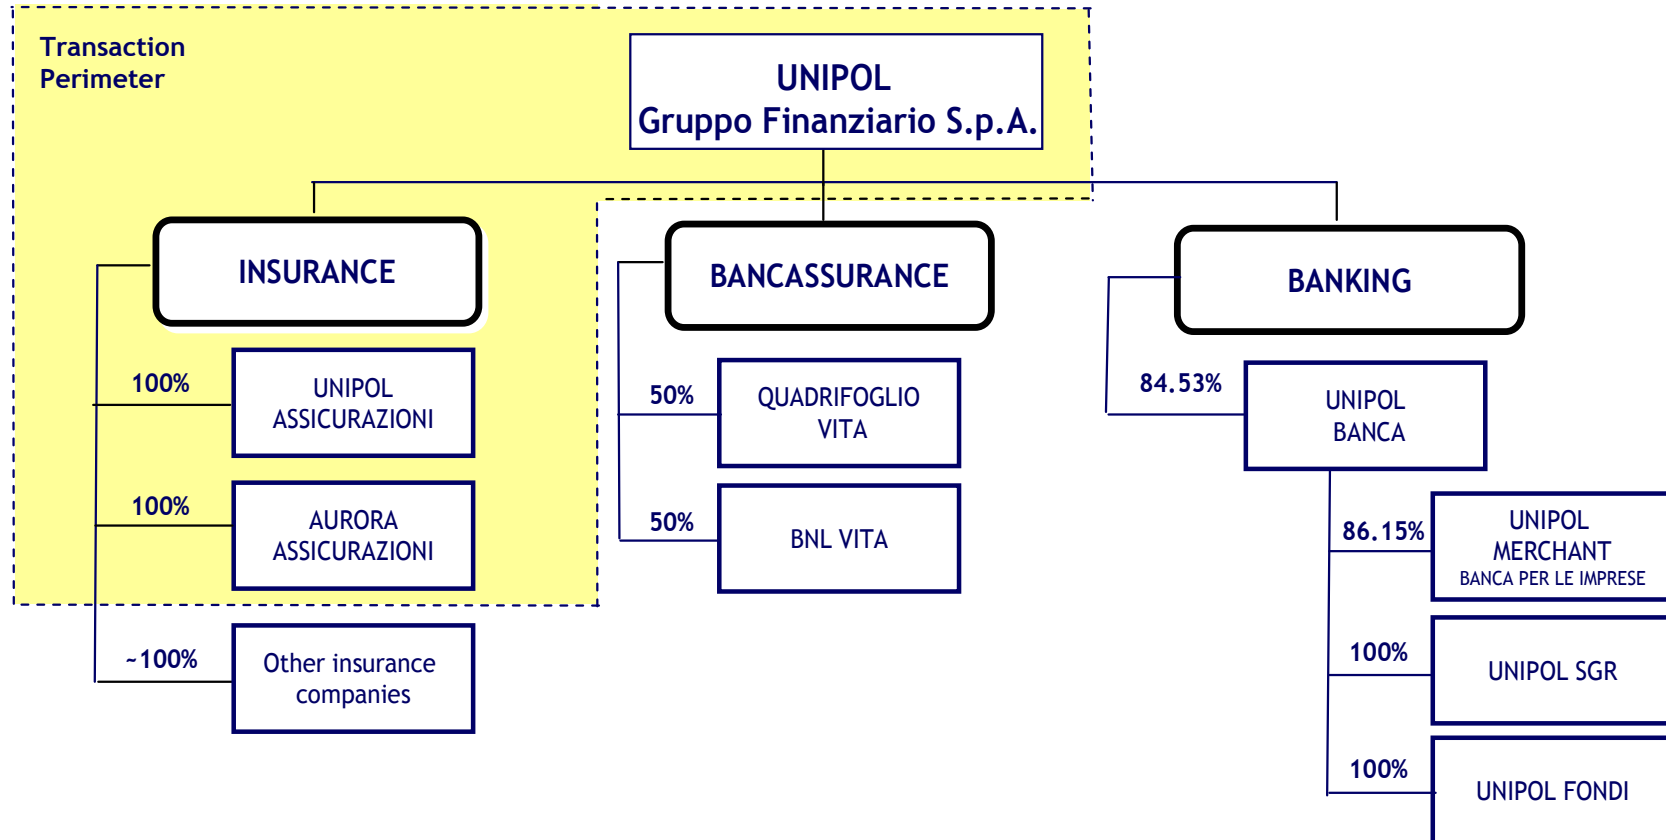 Transaction
Perimeter
UNIPOL
Gruppo Finanziario S.p.A.
INSURANCE
BANCASSURANCE
BANKING
100%
UNIPOL
ASSICURAZIONI
100%
AURORA
ASSICURAZIONI
~100%
Other insurance
companies
50%
QUADRIFOGLIO
VITA
50%
BNL VITA
84.53%
UNIPOL
BANCA
86.15%
UNIPOL
MERCHANT
BANCA PER LE IMPRESE
100%
UNIPOL SGR
100%
UNIPOL FONDI